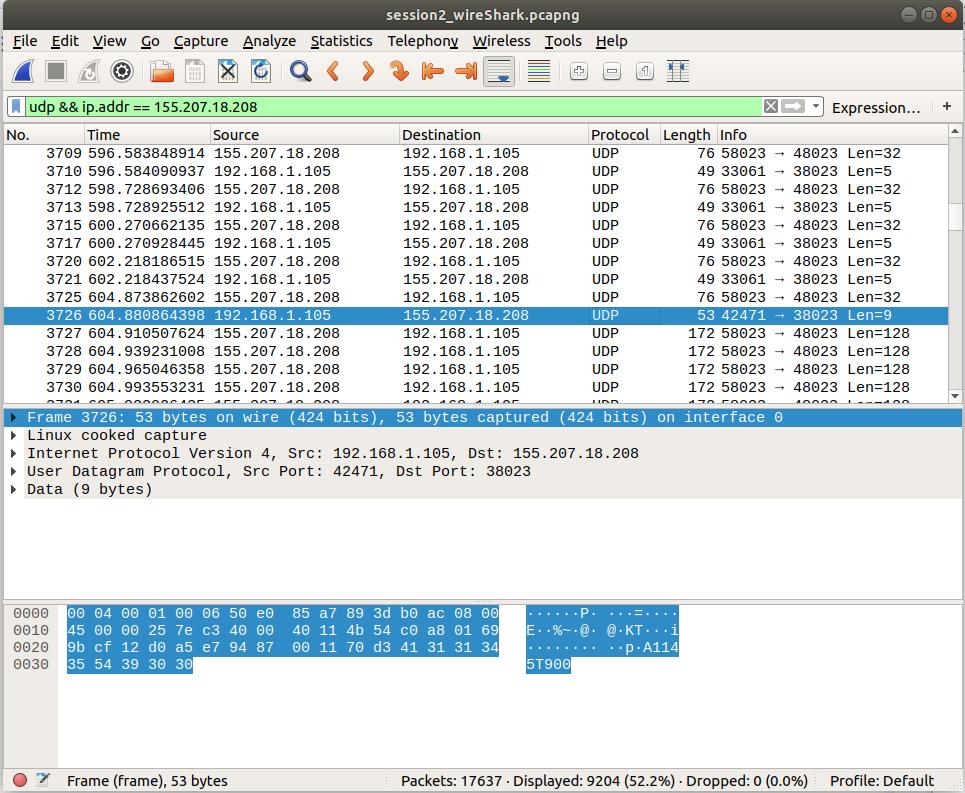 session2_wireShark.pcapng
File Edit View Go Capture Analyze Statistics Telephony Wireless Tools Help
udp && ip.addr == 155.207.18.208 Expression… +
No. Time Source Destination Protocol Length Info
3709 596.583848914 155.207.18.208 192.168.1.105 UDP 76 58023 → 48023 Len=32
3710 596.584090937 192.168.1.105 155.207.18.208 UDP 49 33061 → 38023 Len=5
3712 598.728693406 155.207.18.208 192.168.1.105 UDP 76 58023 → 48023 Len=32
3713 598.728925512 192.168.1.105 155.207.18.208 UDP 49 33061 → 38023 Len=5
3715 600.270662135 155.207.18.208 192.168.1.105 UDP 76 58023 → 48023 Len=32
3717 600.270928445 192.168.1.105 155.207.18.208 UDP 49 33061 → 38023 Len=5
3720 602.218186515 155.207.18.208 192.168.1.105 UDP 76 58023 → 48023 Len=32
3721 602.218437524 192.168.1.105 155.207.18.208 UDP 49 33061 → 38023 Len=5
3725 604.873862602 155.207.18.208 192.168.1.105 UDP 76 58023 → 48023 Len=32
3726 604.880864398 192.168.1.105 155.207.18.208 UDP 53 42471 → 38023 Len=9
3727 604.910507624 155.207.18.208 192.168.1.105 UDP 172 58023 → 48023 Len=128
3728 604.939231008 155.207.18.208 192.168.1.105 UDP 172 58023 → 48023 Len=128
3729 604.965046358 155.207.18.208 192.168.1.105 UDP 172 58023 → 48023 Len=128
3730 604.993553231 155.207.18.208 192.168.1.105 UDP 172 58023 → 48023 Len=128
Frame 3726: 53 bytes on wire (424 bits), 53 bytes captured (424 bits) on interface 0
Linux cooked capture
Internet Protocol Version 4, Src: 192.168.1.105, Dst: 155.207.18.208
User Datagram Protocol, Src Port: 42471, Dst Port: 38023
Data (9 bytes)
0000 00 04 00 01 00 06 50 e0 85 a7 89 3d b0 ac 08 00 ······P· ···=····
0010 45 00 00 25 7e c3 40 00 40 11 4b 54 c0 a8 01 69 E··%~·@· @·KT···i
0020 9b cf 12 d0 a5 e7 94 87 00 11 70 d3 41 31 31 34 ········ ··p·A114
0030 35 54 39 30 30 5T900
Frame (frame), 53 bytes Packets: 17637 · Displayed: 9204 (52.2%) · Dropped: 0 (0.0%) Profile: Default